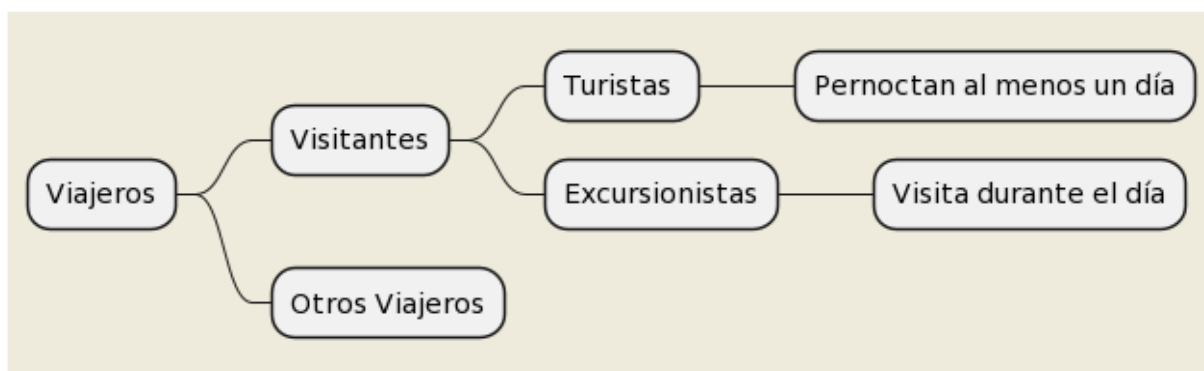 Viajeros
Visitantes
Turistas
Pernoctan al menos un día
Excursionistas
Visita durante el día
Otros Viajeros